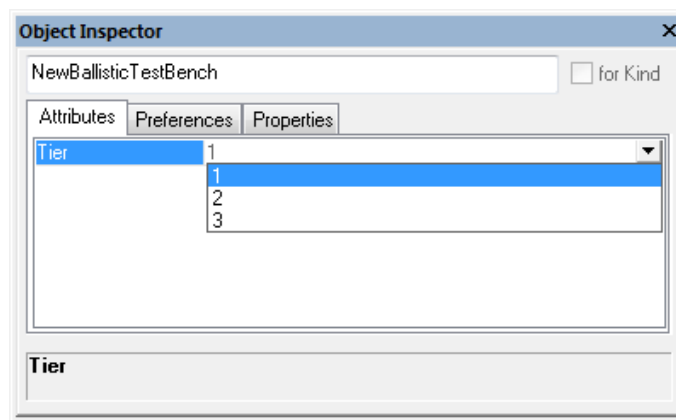 Object Inspector
NewBallisticTestBench
for Kind
Attributes Preferences Properties
Tier 1
1
2
3
Tier